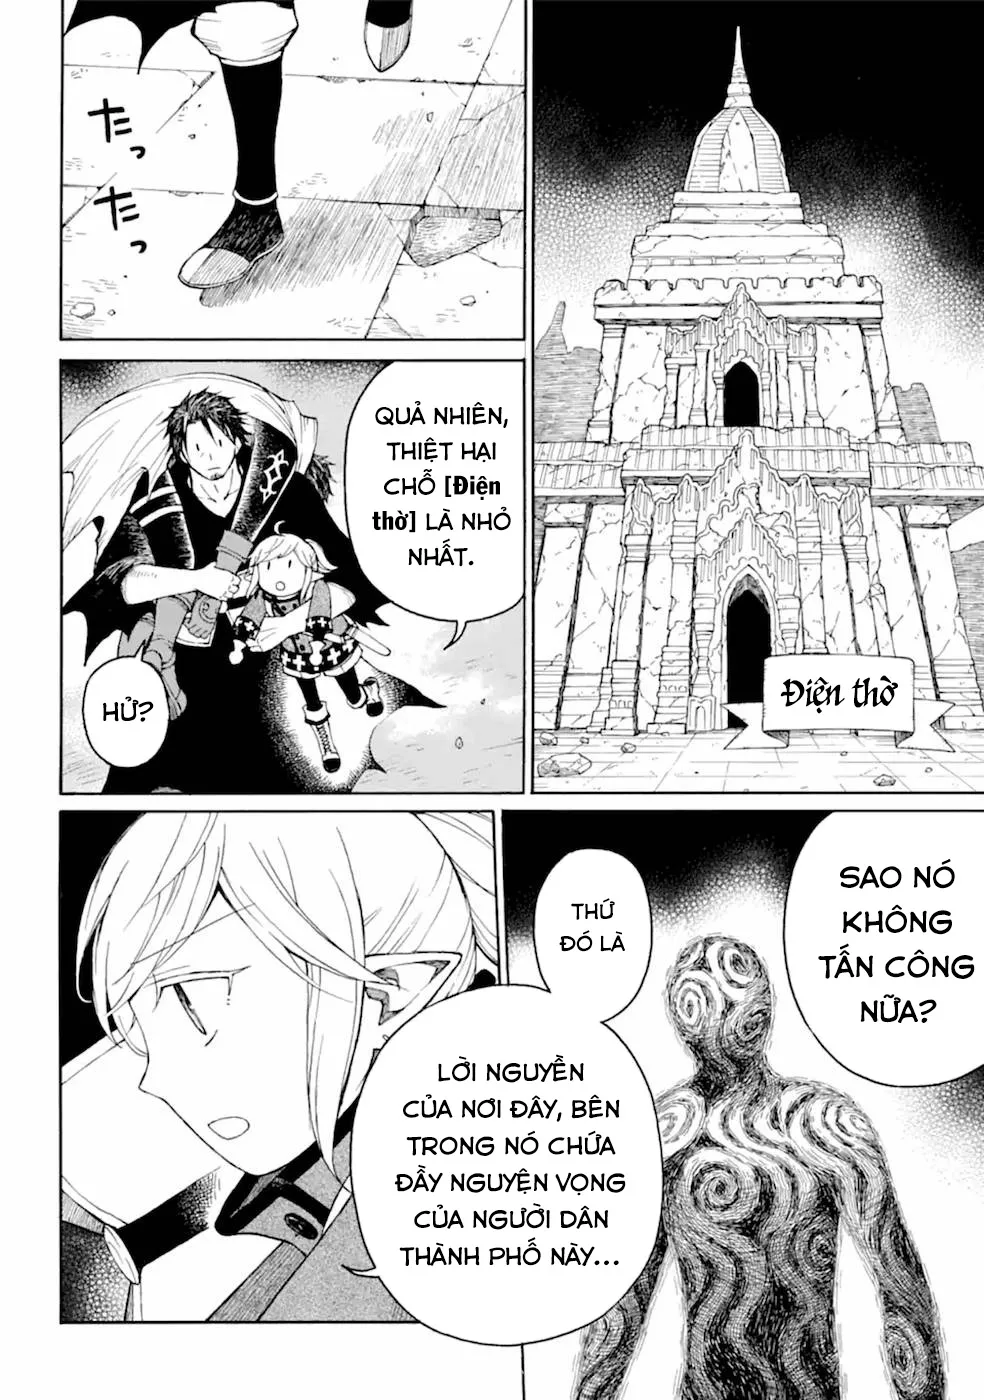 Điện thờ
たっ
たっ
QUẢ NHIÊN,
THIỆT HẠI
CHỖ [Điện
thờ] LÀ NHỎ
NHẤT.
HỬ?
SAO NÓ
KHÔNG
TẤN CÔNG
NỮA?
THỨ
ĐÓ LÀ
LỜI NGUYỀN
CỦA NƠI ĐÂY, BÊN
TRONG NÓ CHỨA
ĐẦY NGUYỆN VỌNG
CỦA NGƯỜI DÂN
THÀNH PHỐ NÀY...